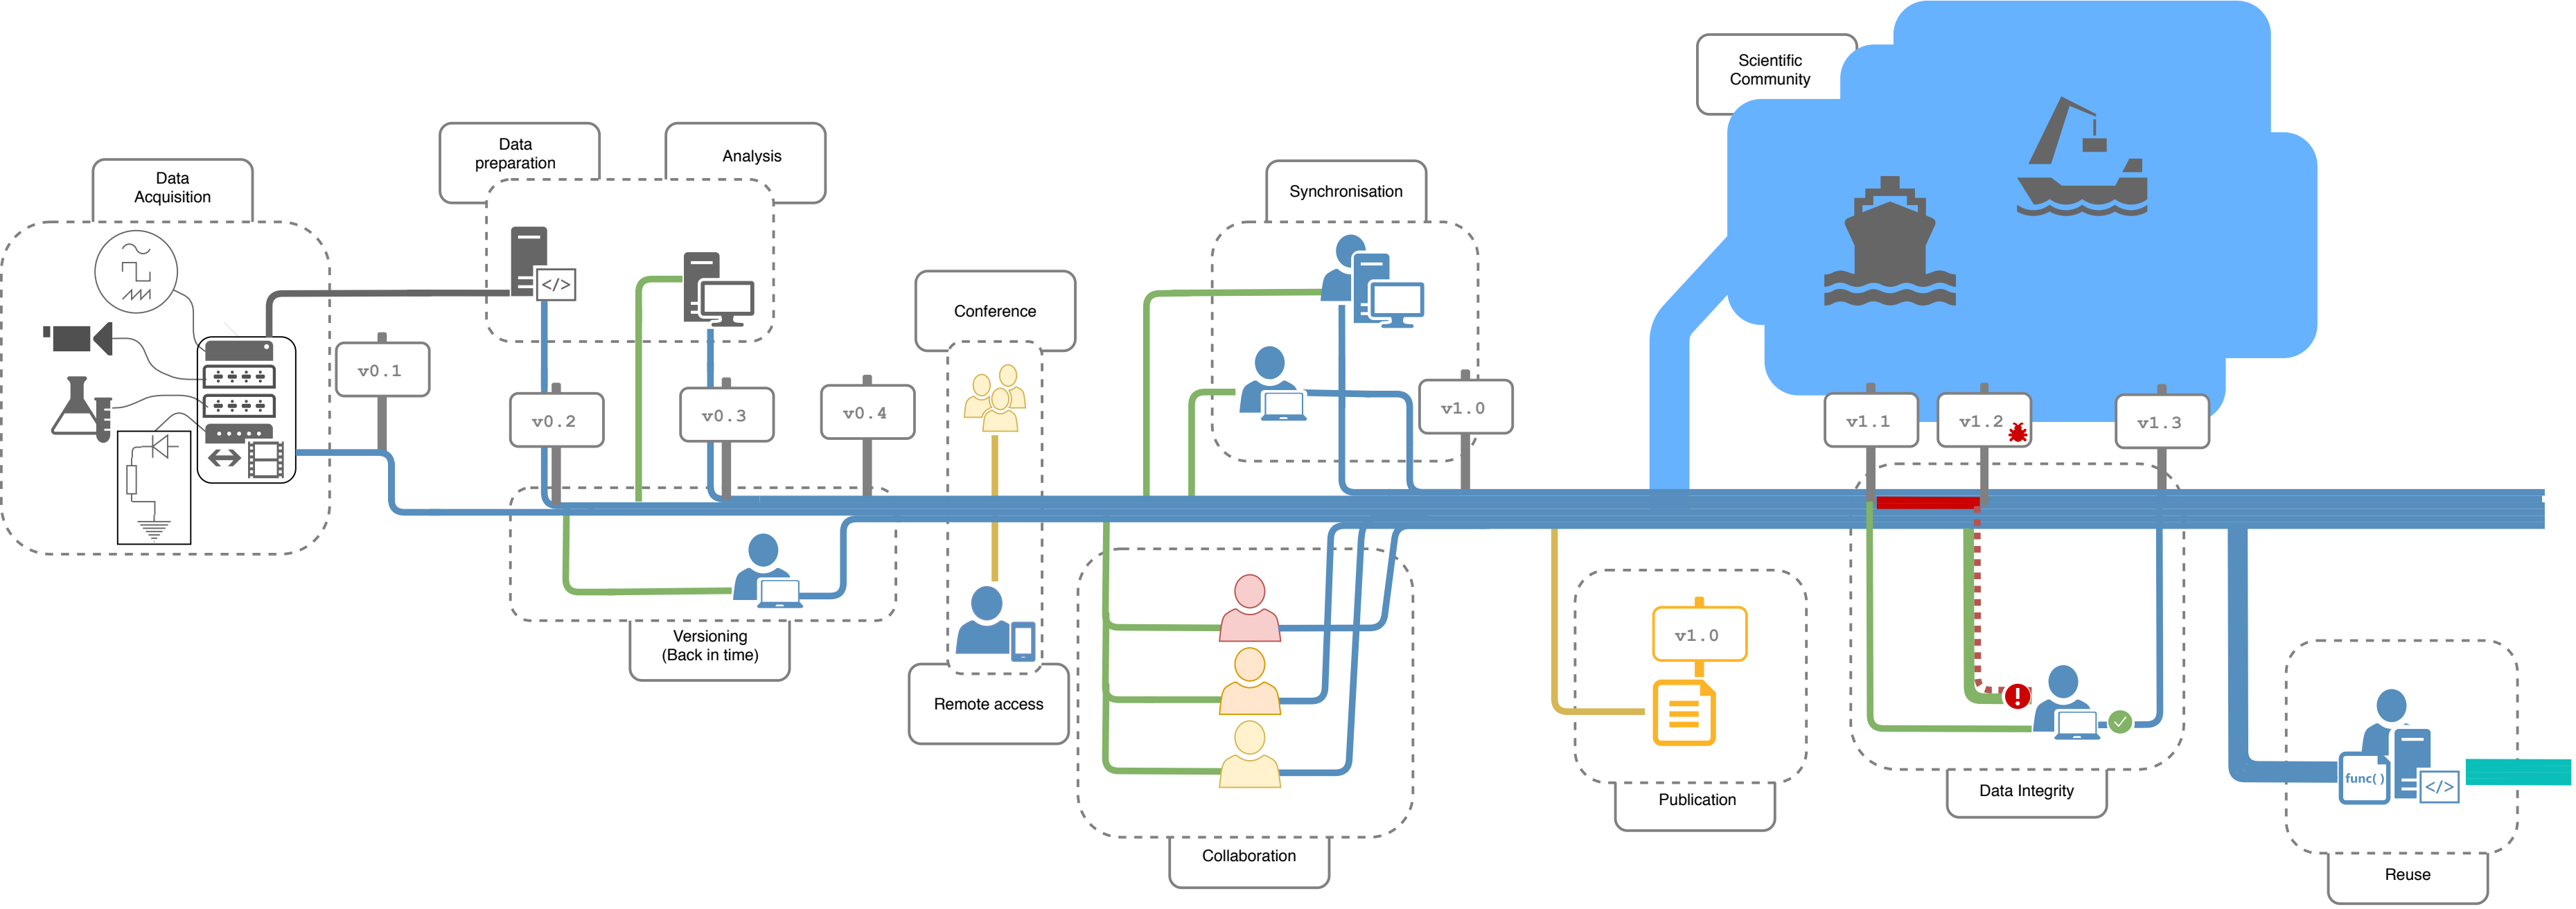 Scientific
Community
Data
preparation
Analysis
Data
Acquisition
Synchronisation
</>
Conference
v0.1
v0.2
v0.3
v0.4
v1.0
v1.1
v1.2
v1.3
Versioning
(Back in time)
v1.0
Remote access
func( )
</>
Publication
Data Integrity
Collaboration
Reuse